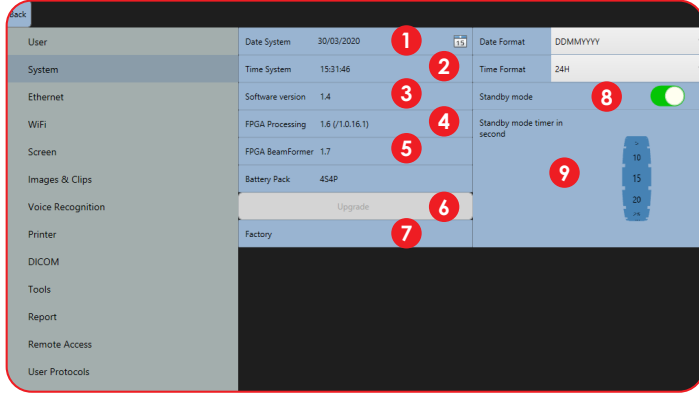 Back
User
System
Ethernet
WiFi
Screen
Images & Clips
Voice Recognition
Printer
DICOM
Tools
Report
Remote Access
User Protocols
Date System 30/03/2020 1 15 Date Format DDMMYYYY
Time System 15:31:46 2 Time Format 24H
Software version 1.4 3 Standby mode 8
FPGA Processing 1.6 (/1.0.16.1) 4 Standby mode timer in
second
FPGA BeamFormer 1.7 5
Battery Pack 4S4P 9
10
15
20
Upgrade 6
Factory 7